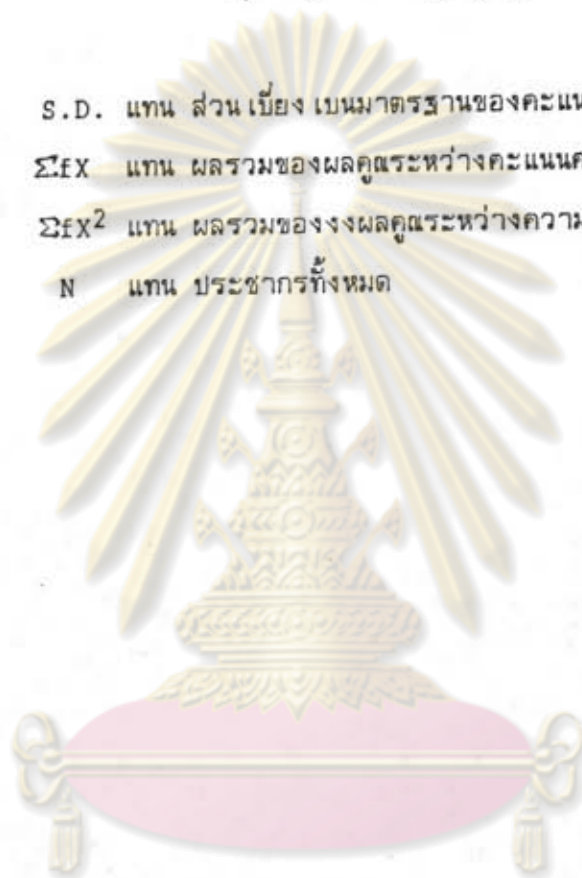 S.D. แทน ส่วนเบี่ยงเบนมาตรฐานของคะแน
ΣfX แทน ผลรวมของผลคูณระหว่างคะแนนค
ΣfX² แทน ผลรวมของงงผลคูณระหว่างความ
N แทน ประชากรทั้งหมด